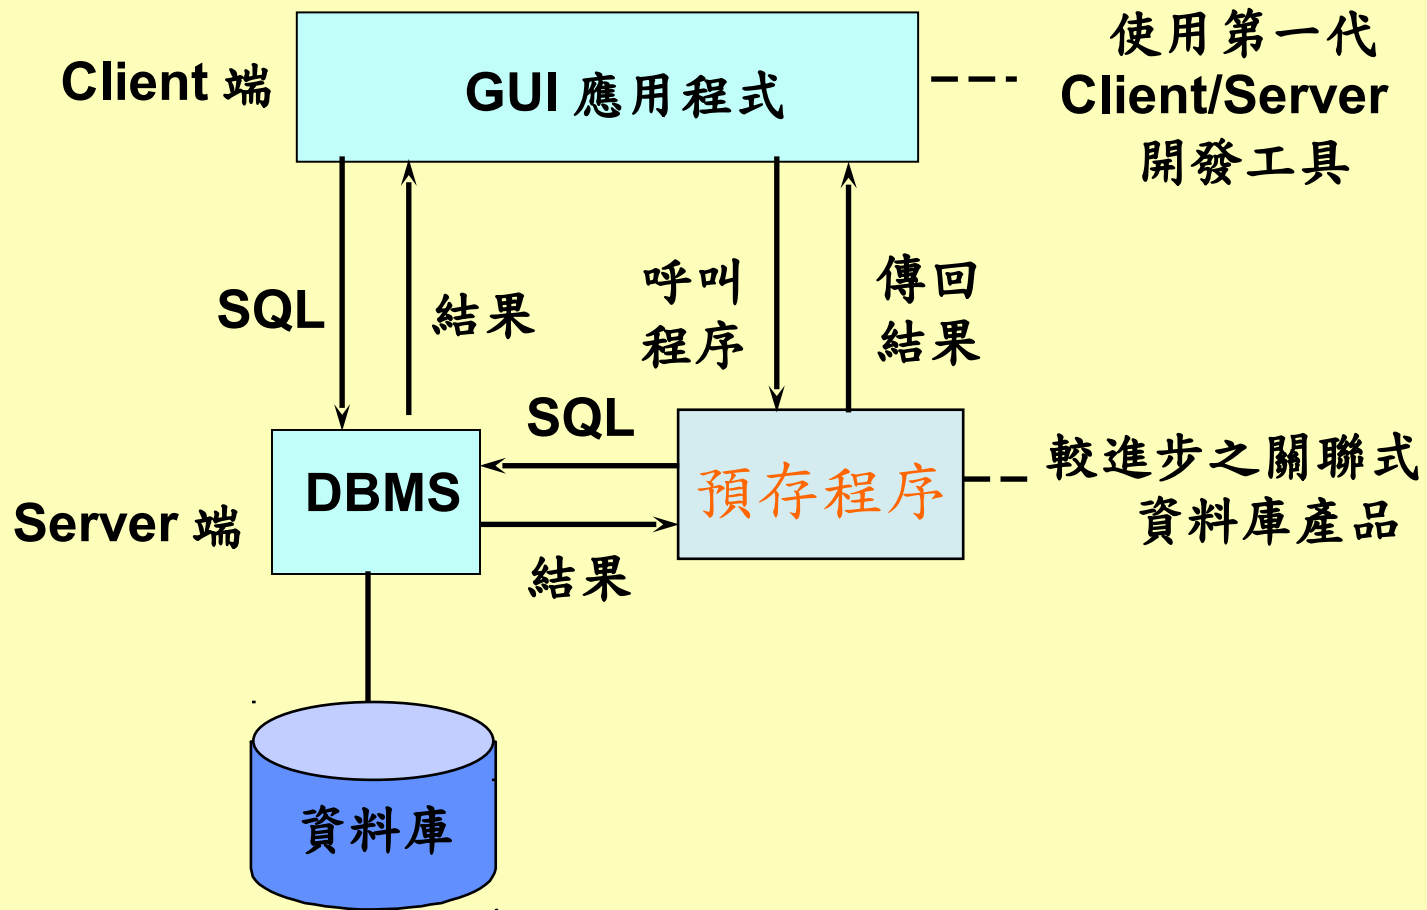 Client 端
GUI 應用程式
使用第一代
Client/Server
開發工具
SQL
結果
呼叫
程序
傳回
結果
SQL
Server 端
DBMS
預存程序
較進步之關聯式
資料庫產品
結果
資料庫